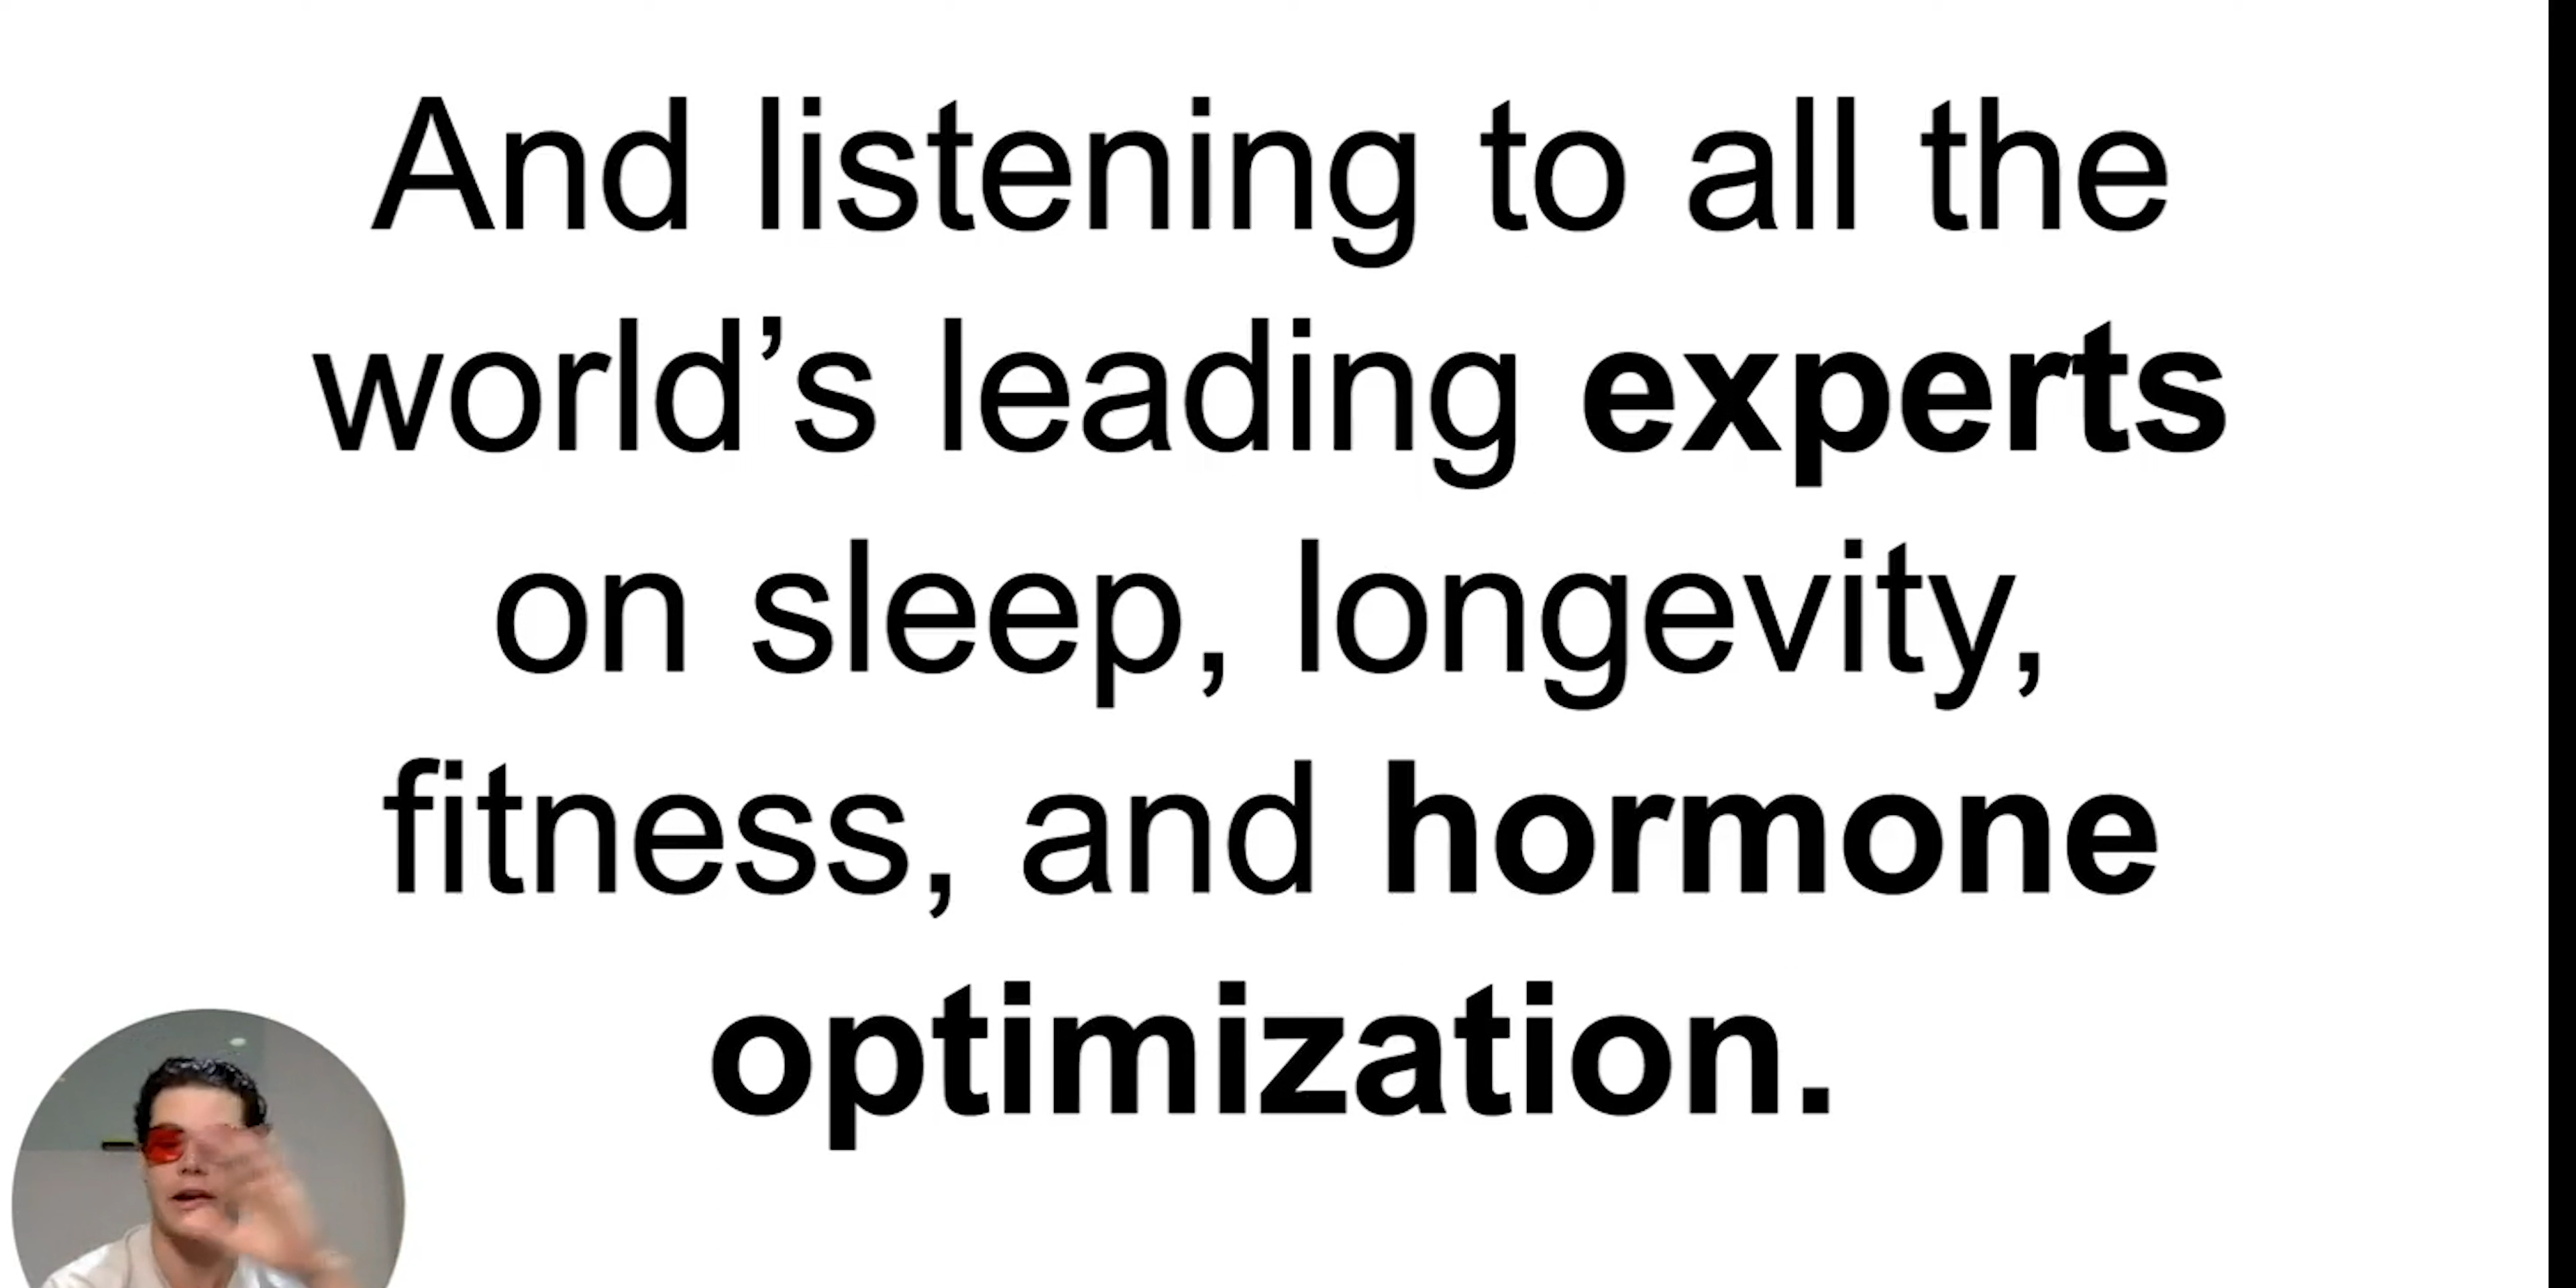 And listening to all the
world’s leading experts
on sleep, longevity,
fitness, and hormone
optimization.